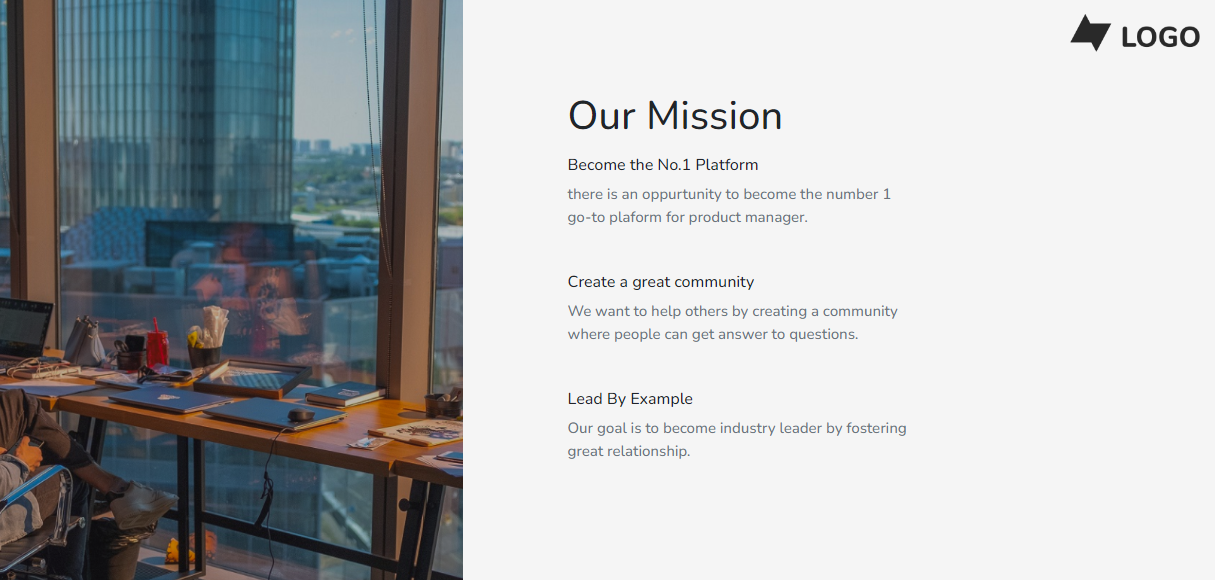 LOGO
Our Mission
Become the No.1 Platform
there is an oppurtunity to become the number 1
go-to plaform for product manager.
Create a great community
We want to help others by creating a community
where people can get answer to questions.
Lead By Example
Our goal is to become industry leader by fostering
great relationship.